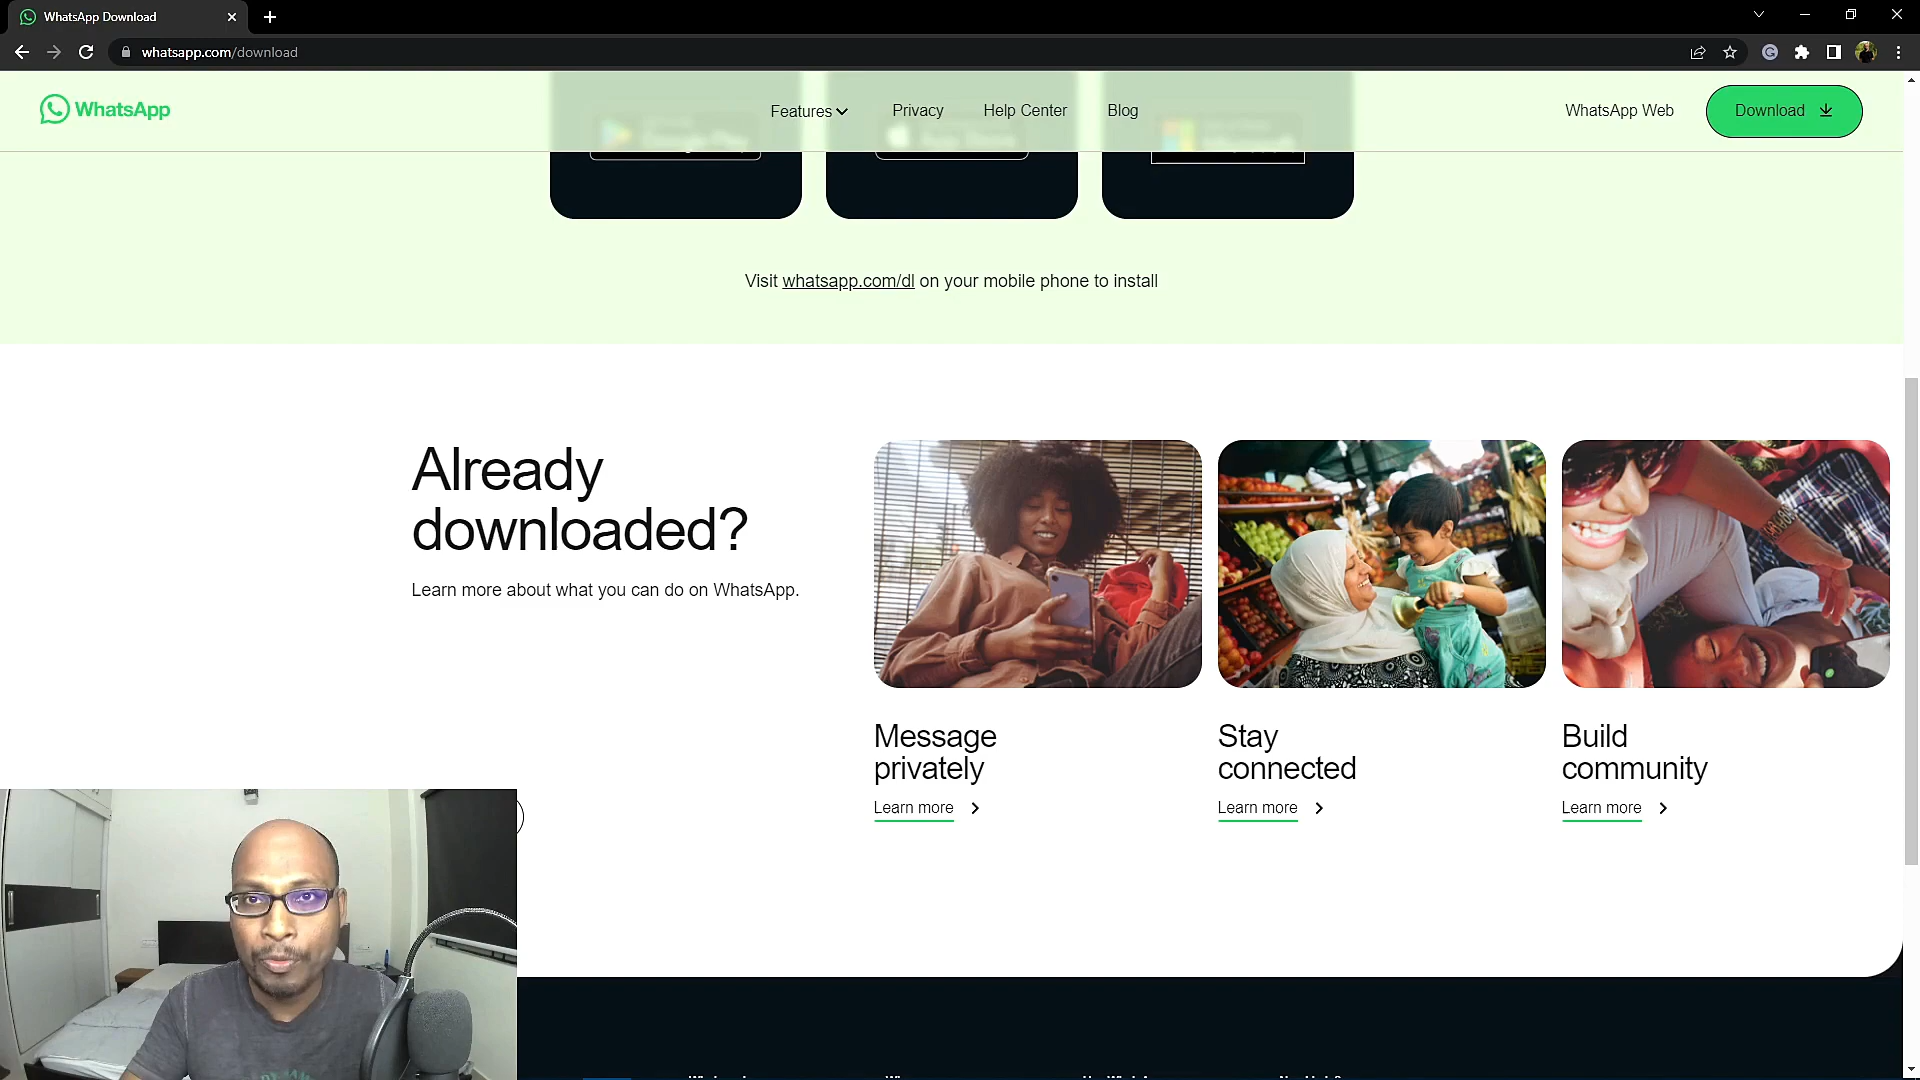 WhatsApp Download
whatsapp.com/download
WhatsApp
Features
Privacy
Help Center
Blog
WhatsApp Web
Download
Visit whatsapp.com/dl on your mobile phone to install
Already
downloaded?
Learn more about what you can do on WhatsApp.
Message
privately
Learn more
Stay
connected
Learn more
Build
community
Learn more